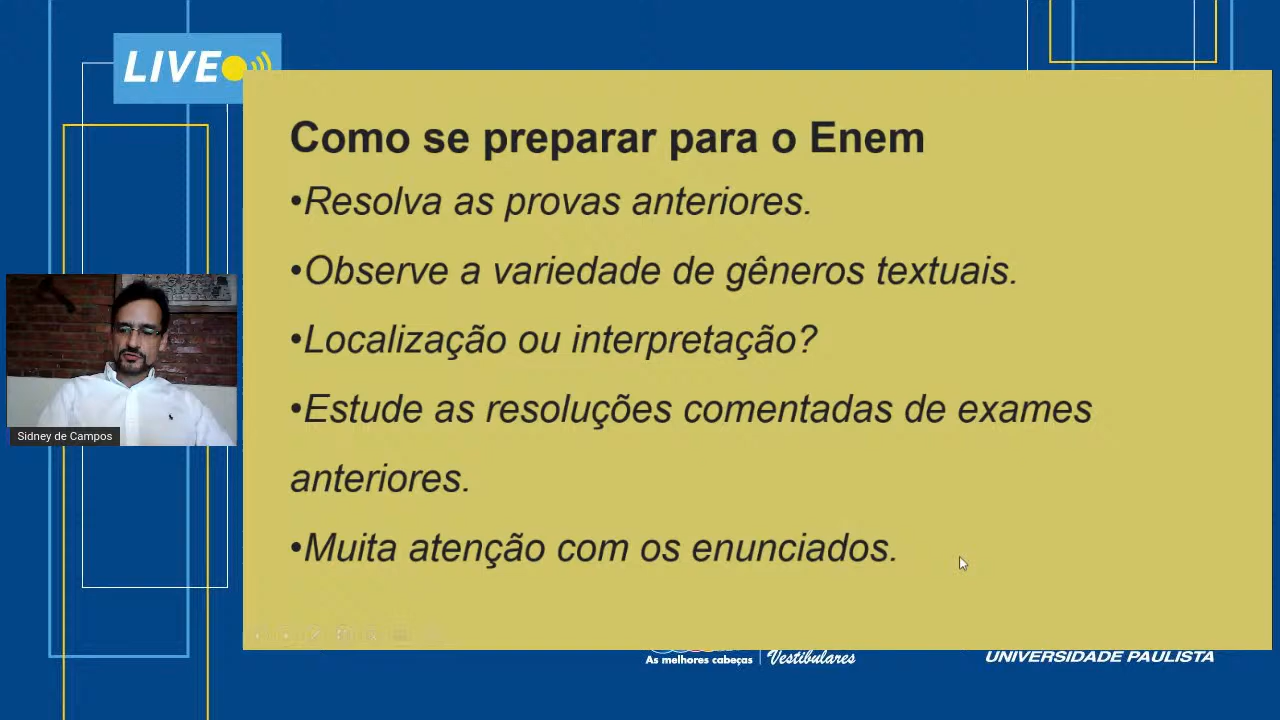 LIVE
Como se preparar para o Enem
•Resolva as provas anteriores.
•Observe a variedade de gêneros textuais.
•Localização ou interpretação?
•Estude as resoluções comentadas de exames
anteriores.
•Muita atenção com os enunciados.
Sidney de Campos
As melhores cabeças
Vestibulares
UNIVERSIDADE PAULISTA